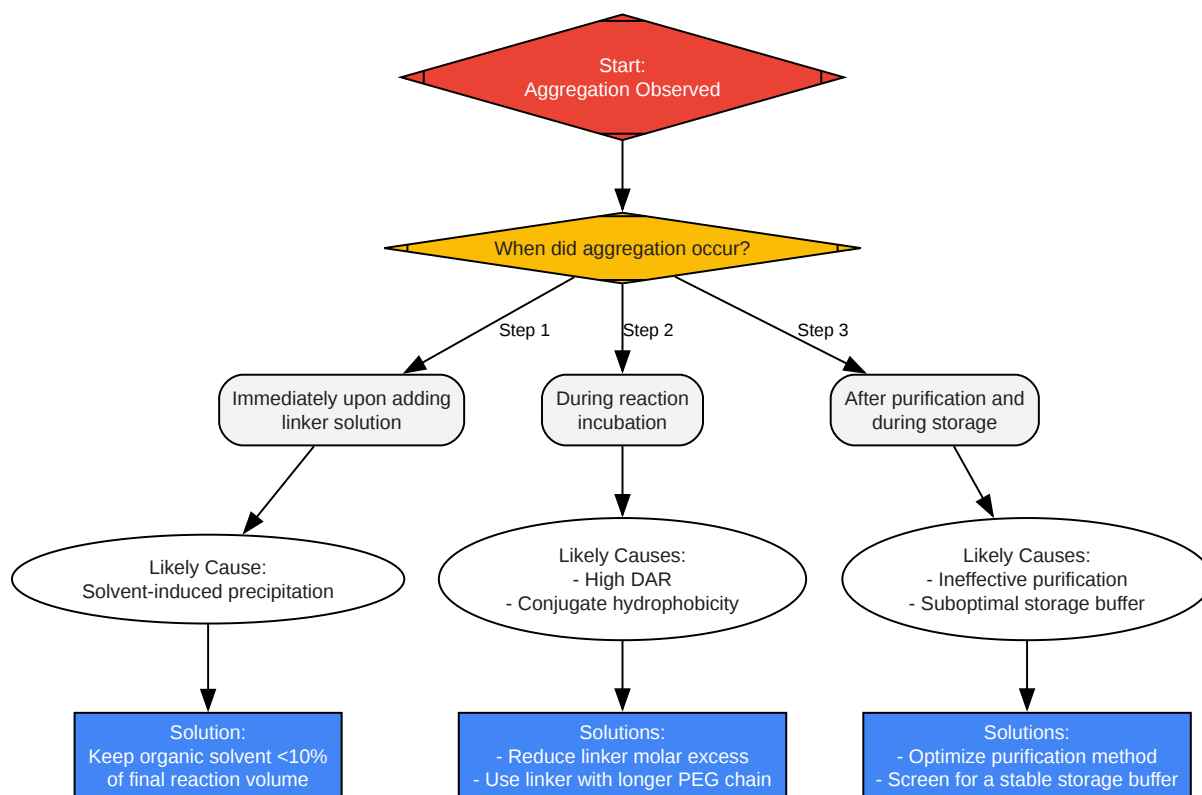 Start:
Aggregation Observed
When did aggregation occur?
Step 1
Step 2
Step 3
Immediately upon adding
linker solution
During reaction
incubation
After purification and
during storage
Likely Cause:
Solvent-induced precipitation
Likely Causes:
- High DAR
- Conjugate hydrophobicity
Likely Causes:
- Ineffective purification
- Suboptimal storage buffer
Solution:
Keep organic solvent <10%
of final reaction volume
Solutions:
- Reduce linker molar excess
- Use linker with longer PEG chain
Solutions:
- Optimize purification method
- Screen for a stable storage buffer